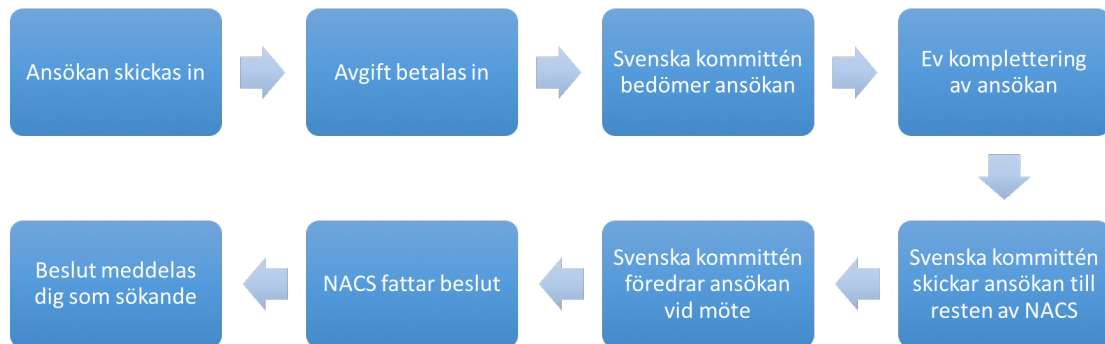 Ansökan skickas in
Avgift betalas in
Svenska kommittén
bedömer ansökan
Ev komplettering
av ansökan
Svenska kommittén
skickar ansökan till
resten av NACS
Svenska kommittén
föredrar ansökan
vid möte
NACS fattar beslut
Beslut meddelas
dig som sökande